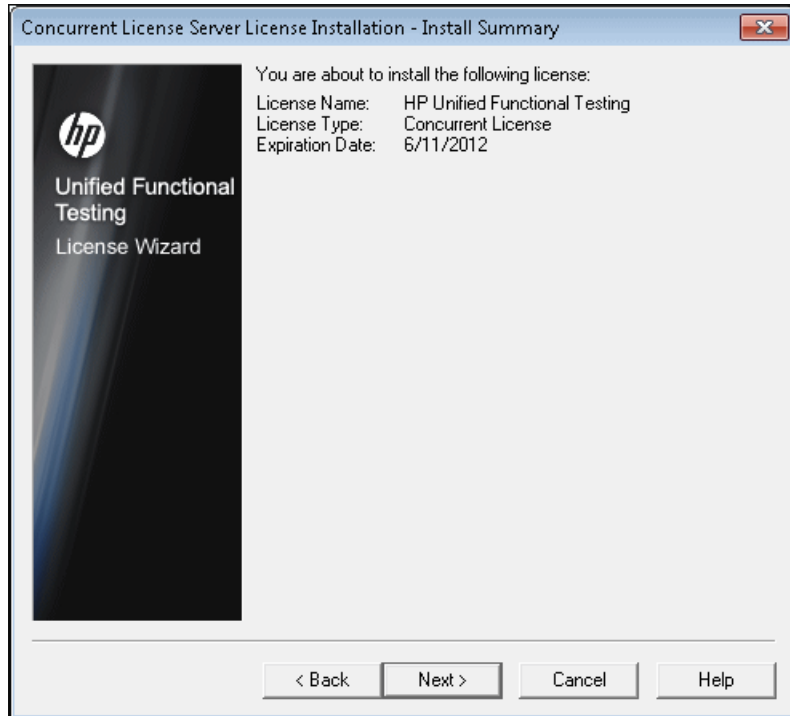 Concurrent License Server License Installation - Install Summary
hp
Unified Functional
Testing
License Wizard
You are about to install the following license:
License Name: HP Unified Functional Testing
License Type: Concurrent License
Expiration Date: 6/11/2012
< Back Next > Cancel Help